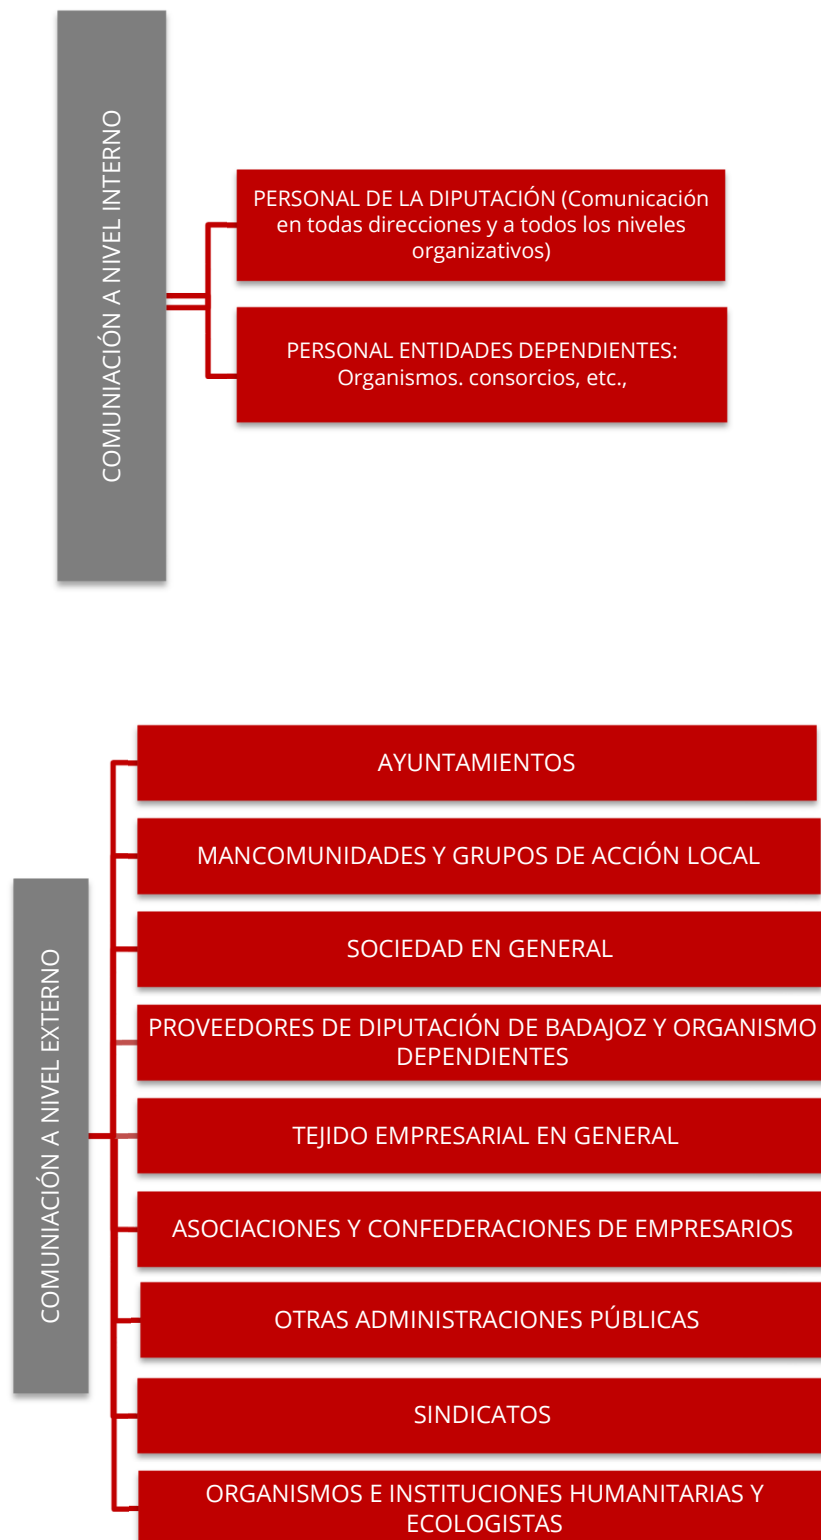 COMUNIACIÓN A NIVEL INTERNO
PERSONAL DE LA DIPUTACIÓN (Comunicación
en todas direcciones y a todos los niveles
organizativos)
PERSONAL ENTIDADES DEPENDIENTES:
Organismos. consorcios, etc.,
COMUNIACIÓN A NIVEL EXTERNO
AYUNTAMIENTOS
MANCOMUNIDADES Y GRUPOS DE ACCIÓN LOCAL
SOCIEDAD EN GENERAL
PROVEEDORES DE DIPUTACIÓN DE BADAJOZ Y ORGANISMO
DEPENDIENTES
TEJIDO EMPRESARIAL EN GENERAL
ASOCIACIONES Y CONFEDERACIONES DE EMPRESARIOS
OTRAS ADMINISTRACIONES PÚBLICAS
SINDICATOS
ORGANISMOS E INSTITUCIONES HUMANITARIAS Y
ECOLOGISTAS